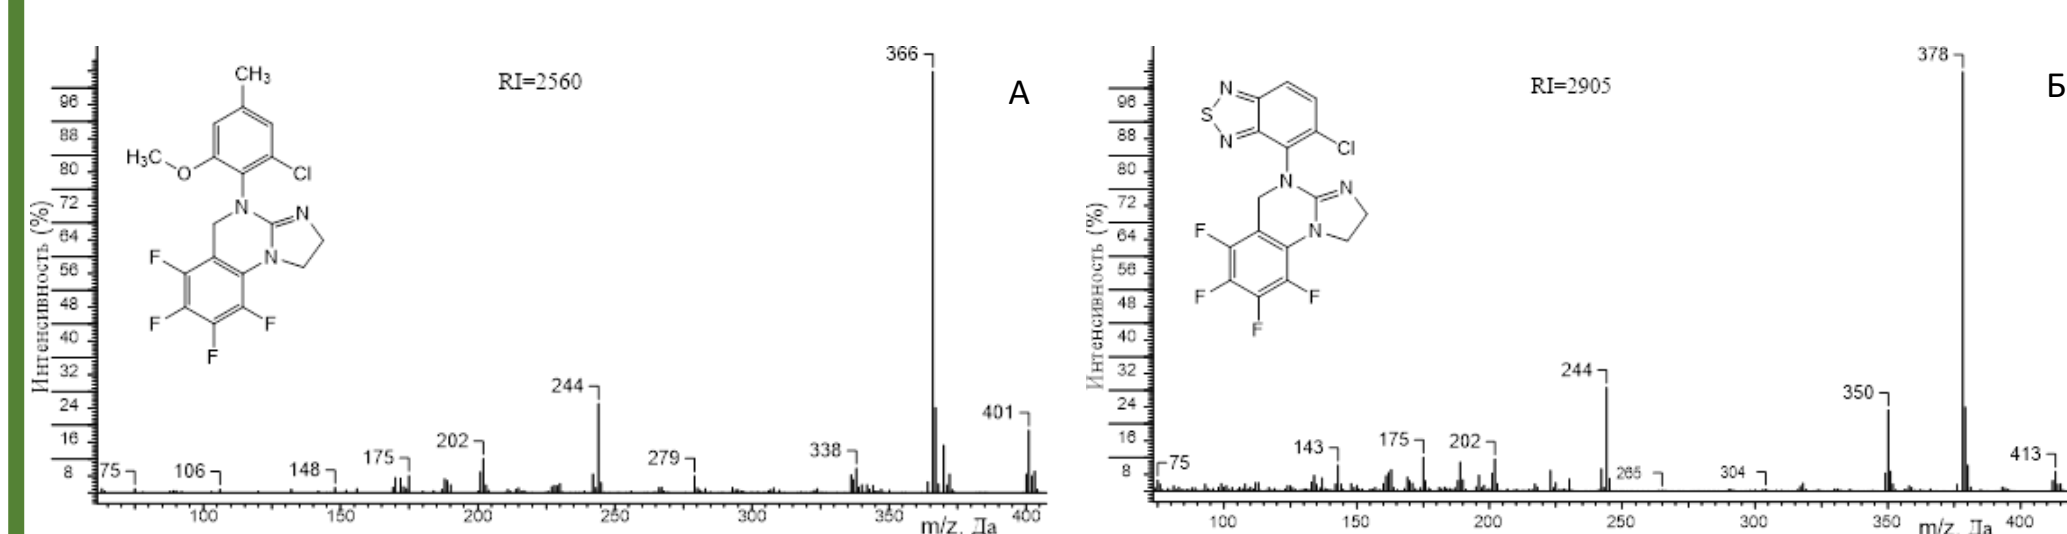 RI=2560
А
Интенсивность (%)
96
88
80
72
64
56
48
40
32
24
16
8
CH₃
H₃C
O
Cl
N
N
N
F
F
F
F
366
401
338
279
244
202
175
148
106
75
100
150
200
250
300
350
400
m/z, Да
RI=2905
Б
Интенсивность (%)
96
88
80
72
64
56
48
40
32
24
16
8
N
S
N
Cl
N
N
N
F
F
F
F
378
413
350
304
265
244
202
175
143
75
100
150
200
250
300
350
400
m/z, Да